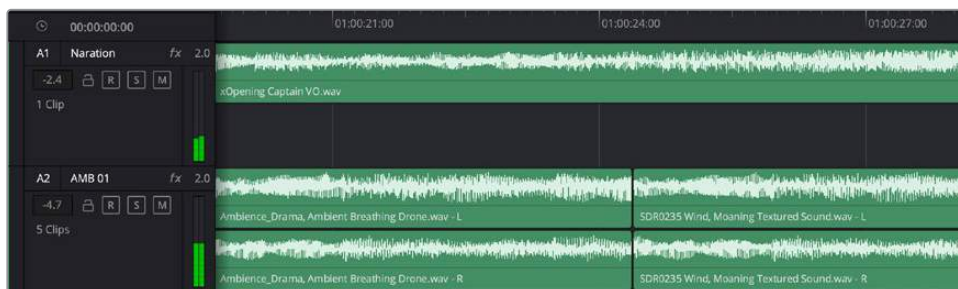 00:00:00:00 01:00:21:00 01:00:24:00 01:00:27:00
A1 Naration fx 2.0
-2.4 R S M
xOpening Captain VO.wav
1 Clip
A2 AMB 01 fx 2.0
-4.7 R S M
Ambience_Drama, Ambient Breathing Drone.wav - L SDR0235 Wind, Moaning Textured Sound.wav - L
5 Clips
Ambience_Drama, Ambient Breathing Drone.wav - R SDR0235 Wind, Moaning Textured Sound.wav - R